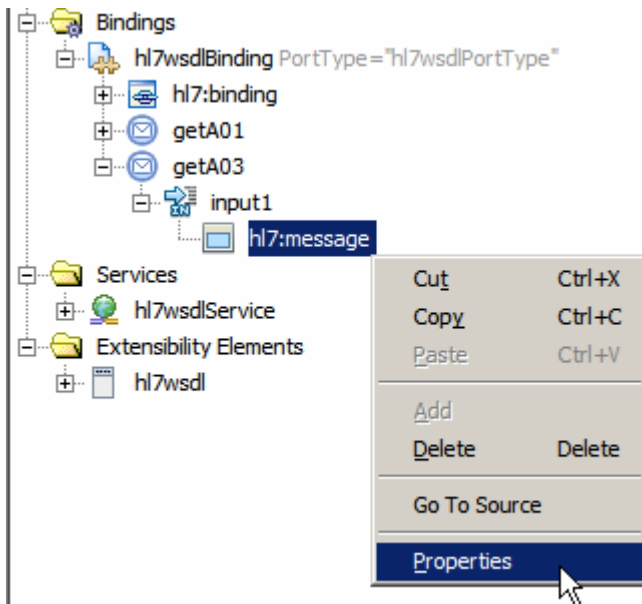 Bindings
hl7wsdlBinding PortType="hl7wsdlPortType"
hl7:binding
getA01
getA03
IN input1
hl7:message
Services
hl7wsdlService
Extensibility Elements
hl7wsdl
Cut Ctrl+X
Copy Ctrl+C
Paste Ctrl+V
Add
Delete Delete
Go To Source
Properties